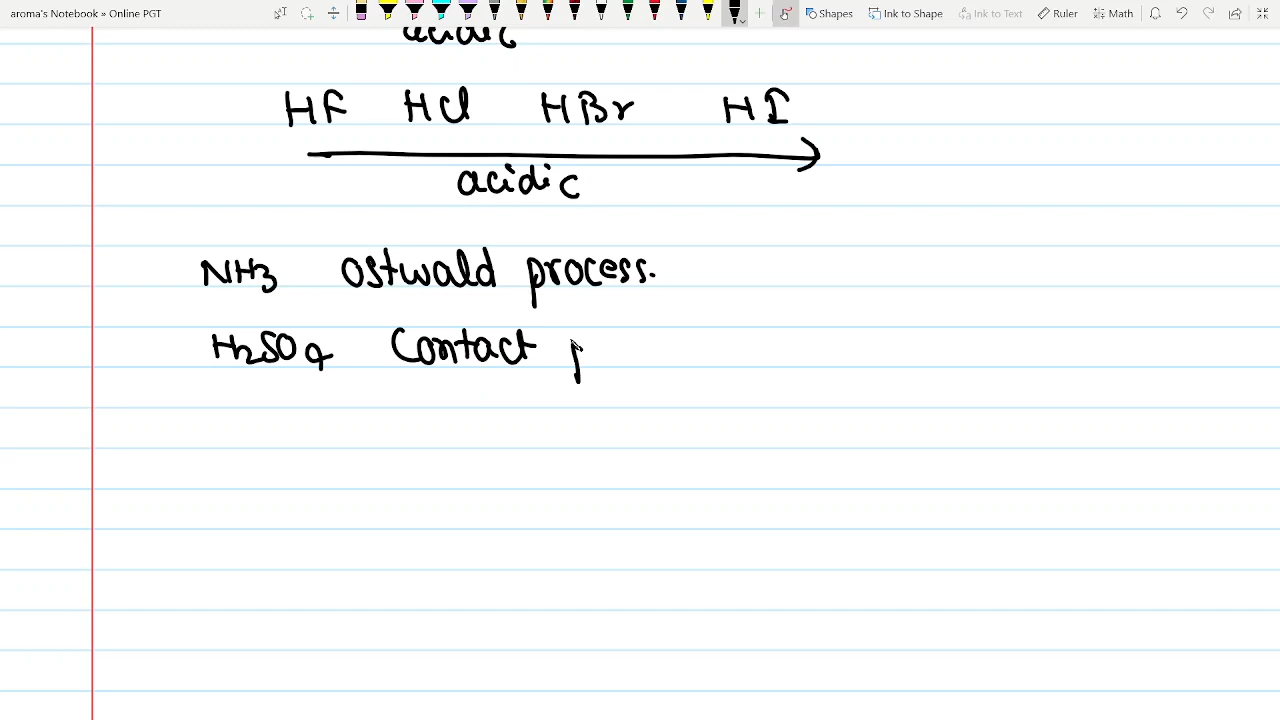 aroma's Notebook » Online PGT
Shapes Ink to Shape Ink to Text Ruler Math
acidic
HF HCl HBr HI
acidic
NH3 Ostwald process.
H2SO4 Contact p